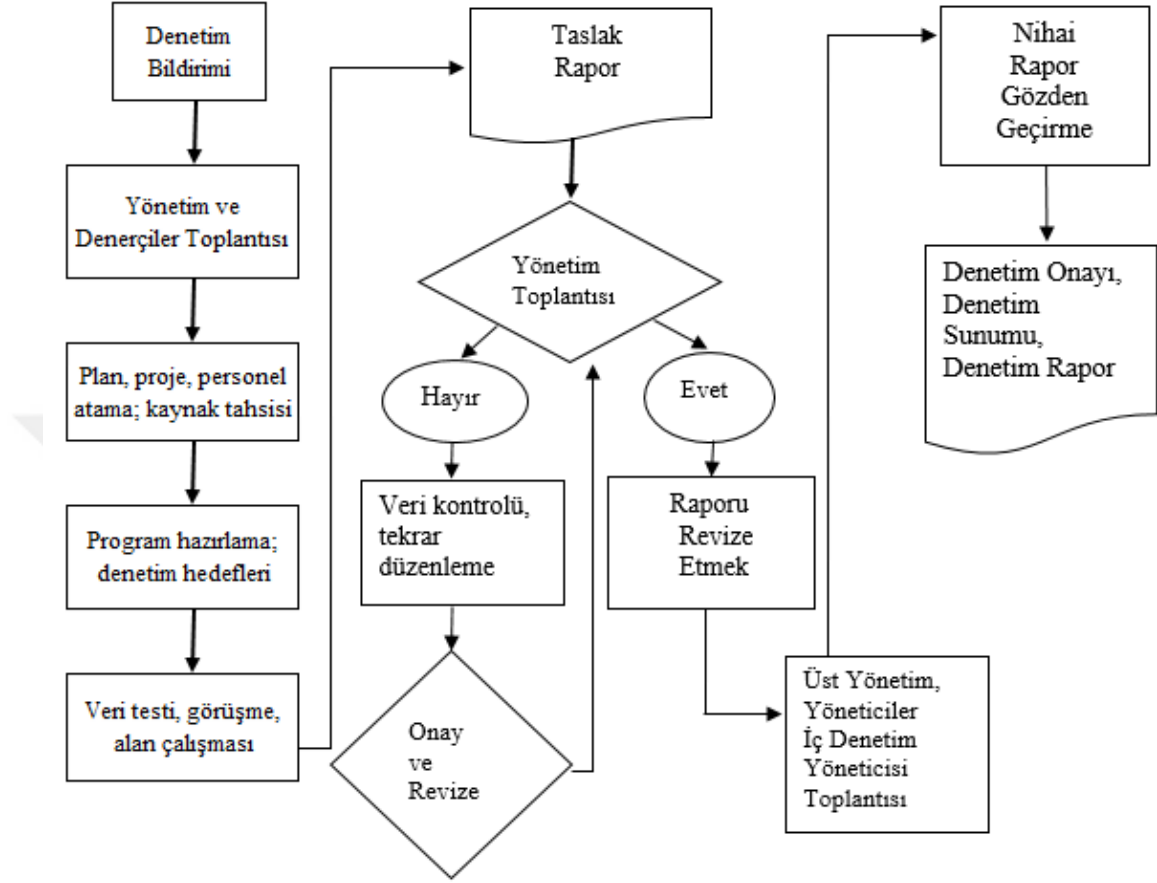 Denetim
Bildirimi
Yönetim ve
Denerçiler Toplantısı
Plan, proje, personel
atama; kaynak tahsisi
Program hazırlama;
denetim hedefleri
Veri testi, görüşme,
alan çalışması
Taslak
Rapor
Yönetim
Toplantısı
Hayır
Evet
Veri kontrolü,
tekrar
düzenleme
Onay
ve
Revize
Raporu
Revize
Etmek
Üst Yönetim,
Yöneticiler
İç Denetim
Yöneticisi
Toplantısı
Nihai
Rapor
Gözden
Geçirme
Denetim Onayı,
Denetim
Sunumu,
Denetim Rapor